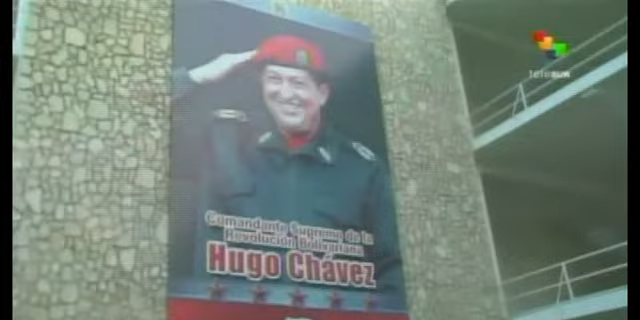 teleSUR
Comandante Supremo de la
Revolución Bolivariana
Hugo Chávez